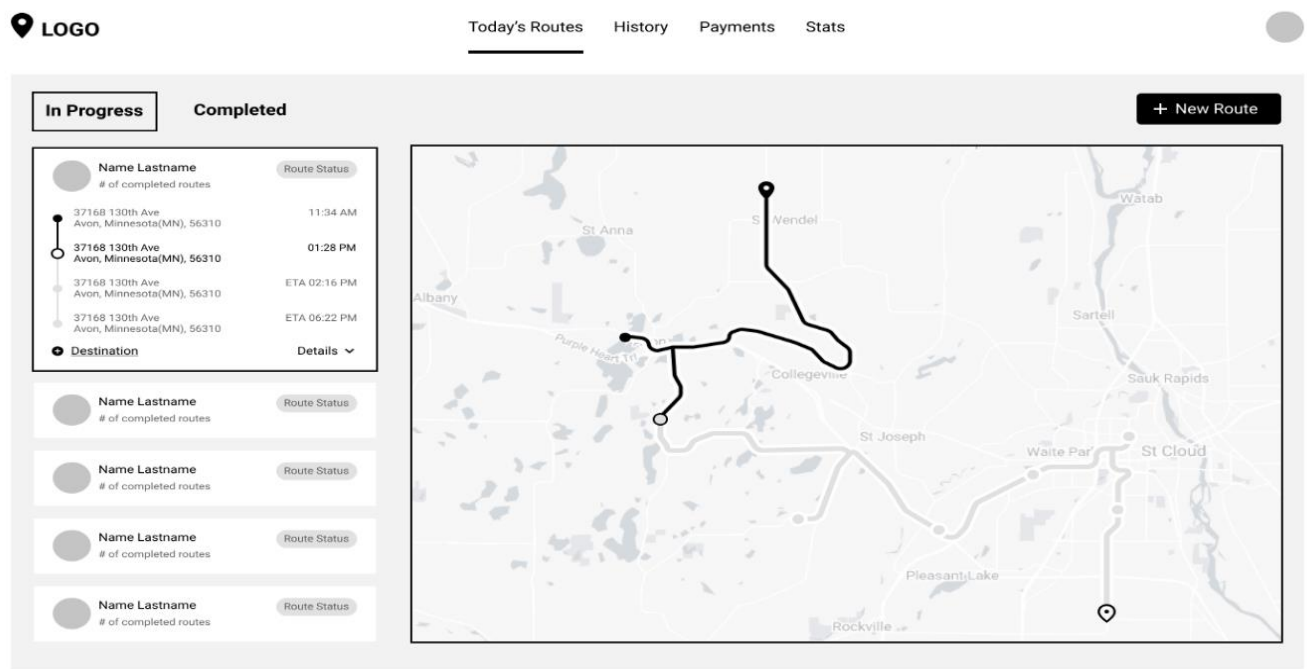 LOGO
Today's Routes
History
Payments
Stats
In Progress
Completed
+ New Route
Name Lastname
Route Status
# of completed routes
37168 130th Ave
11:34 AM
Avon, Minnesota(MN), 56310
37168 130th Ave
01:28 PM
Avon, Minnesota(MN), 56310
37168 130th Ave
ETA 02:16 PM
Avon, Minnesota(MN), 56310
37168 130th Ave
ETA 06:22 PM
Avon, Minnesota(MN), 56310
Destination
Details
Name Lastname
Route Status
# of completed routes
Name Lastname
Route Status
# of completed routes
Name Lastname
Route Status
# of completed routes
Name Lastname
Route Status
# of completed routes
Watab
Wendel
St Anna
Albany
Sartell
Purple Heart Trl
Collegeville
Sauk Rapids
St Joseph
Waite Par
St Cloud
Pleasant Lake
Rockville